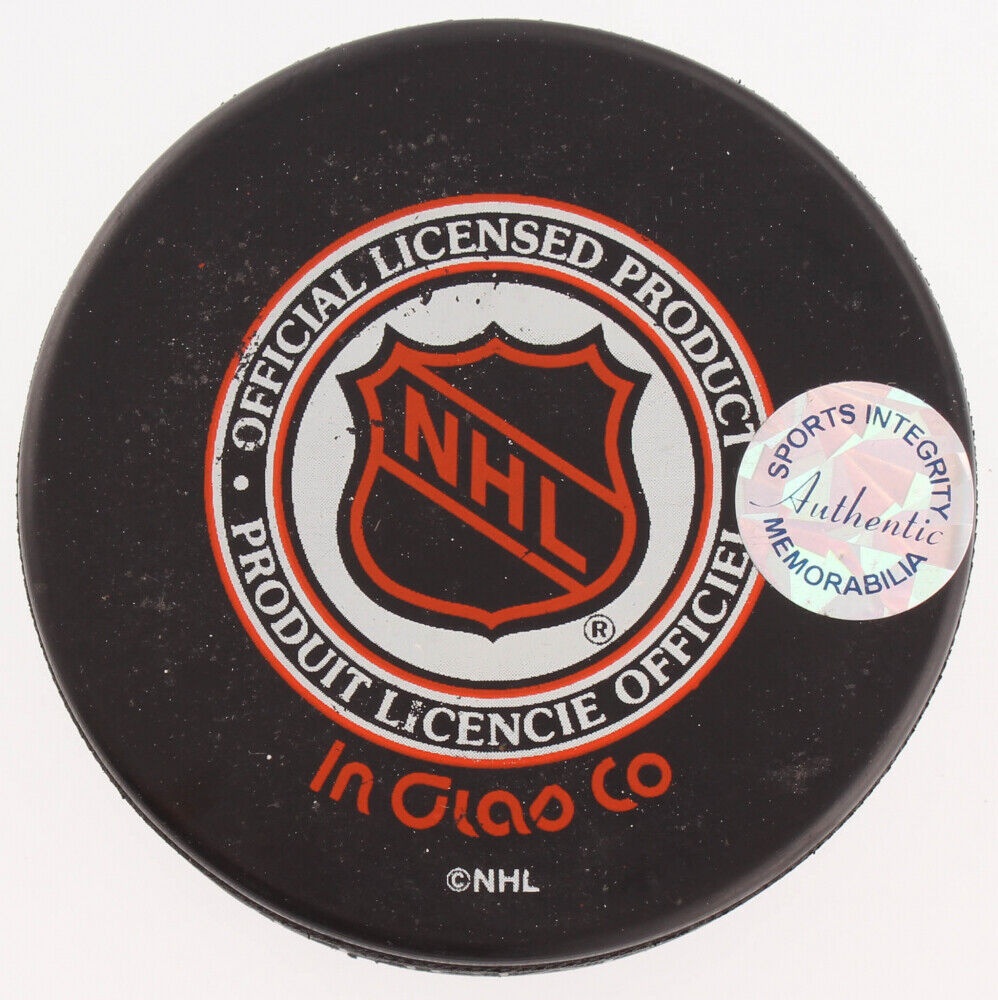 OFFICIAL LICENSED PRODUCT
NHL
®
• PRODUIT LICENCIE OFFICIEL
In Glas Co
©NHL
SPORTS INTEGRITY
Authentic
MEMORABILIA